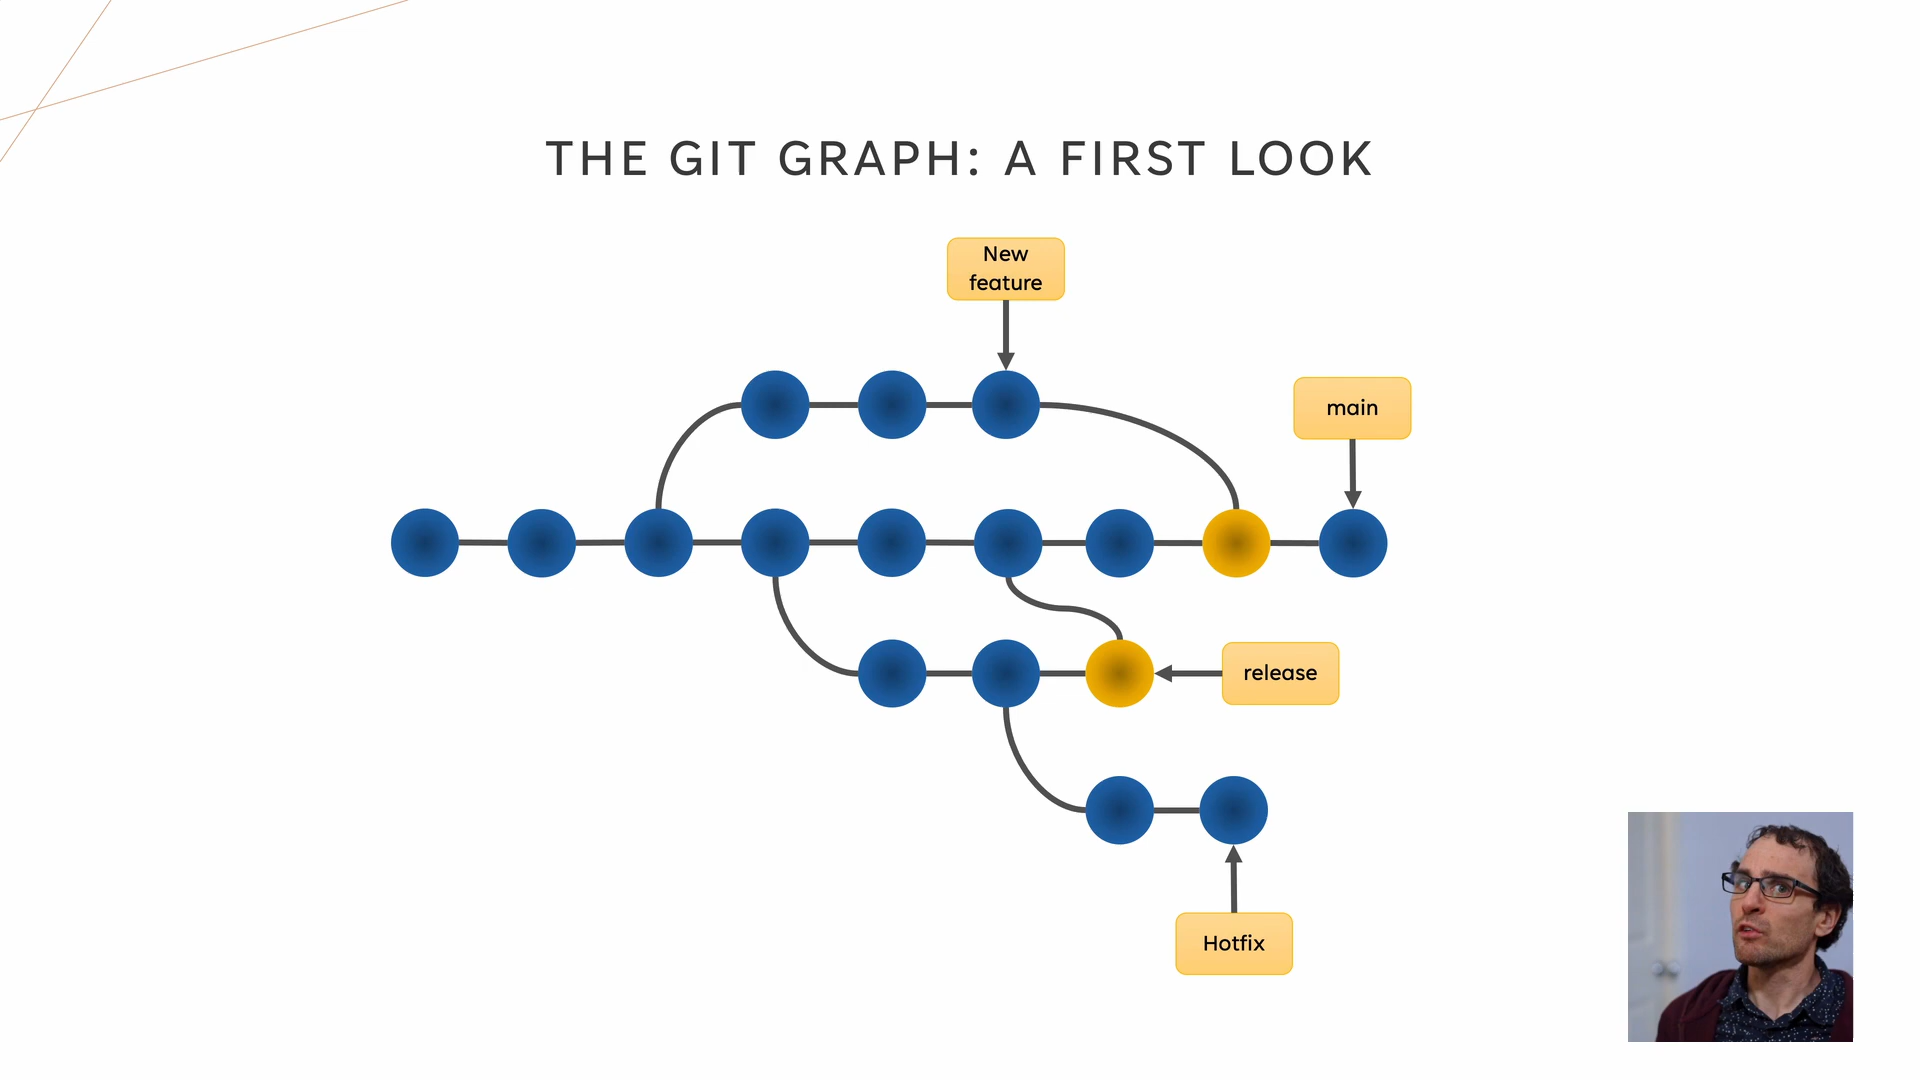 THE GIT GRAPH: A FIRST LOOK
New
feature
main
release
Hotfix